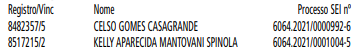 Registro/Vinc Nome Processo SEI nº
8482357/5 CELSO GOMES CASAGRANDE 6064.2021/0000992-6
8517215/2 KELLY APARECIDA MANTOVANI SPINOLA 6064.2021/0001004-5